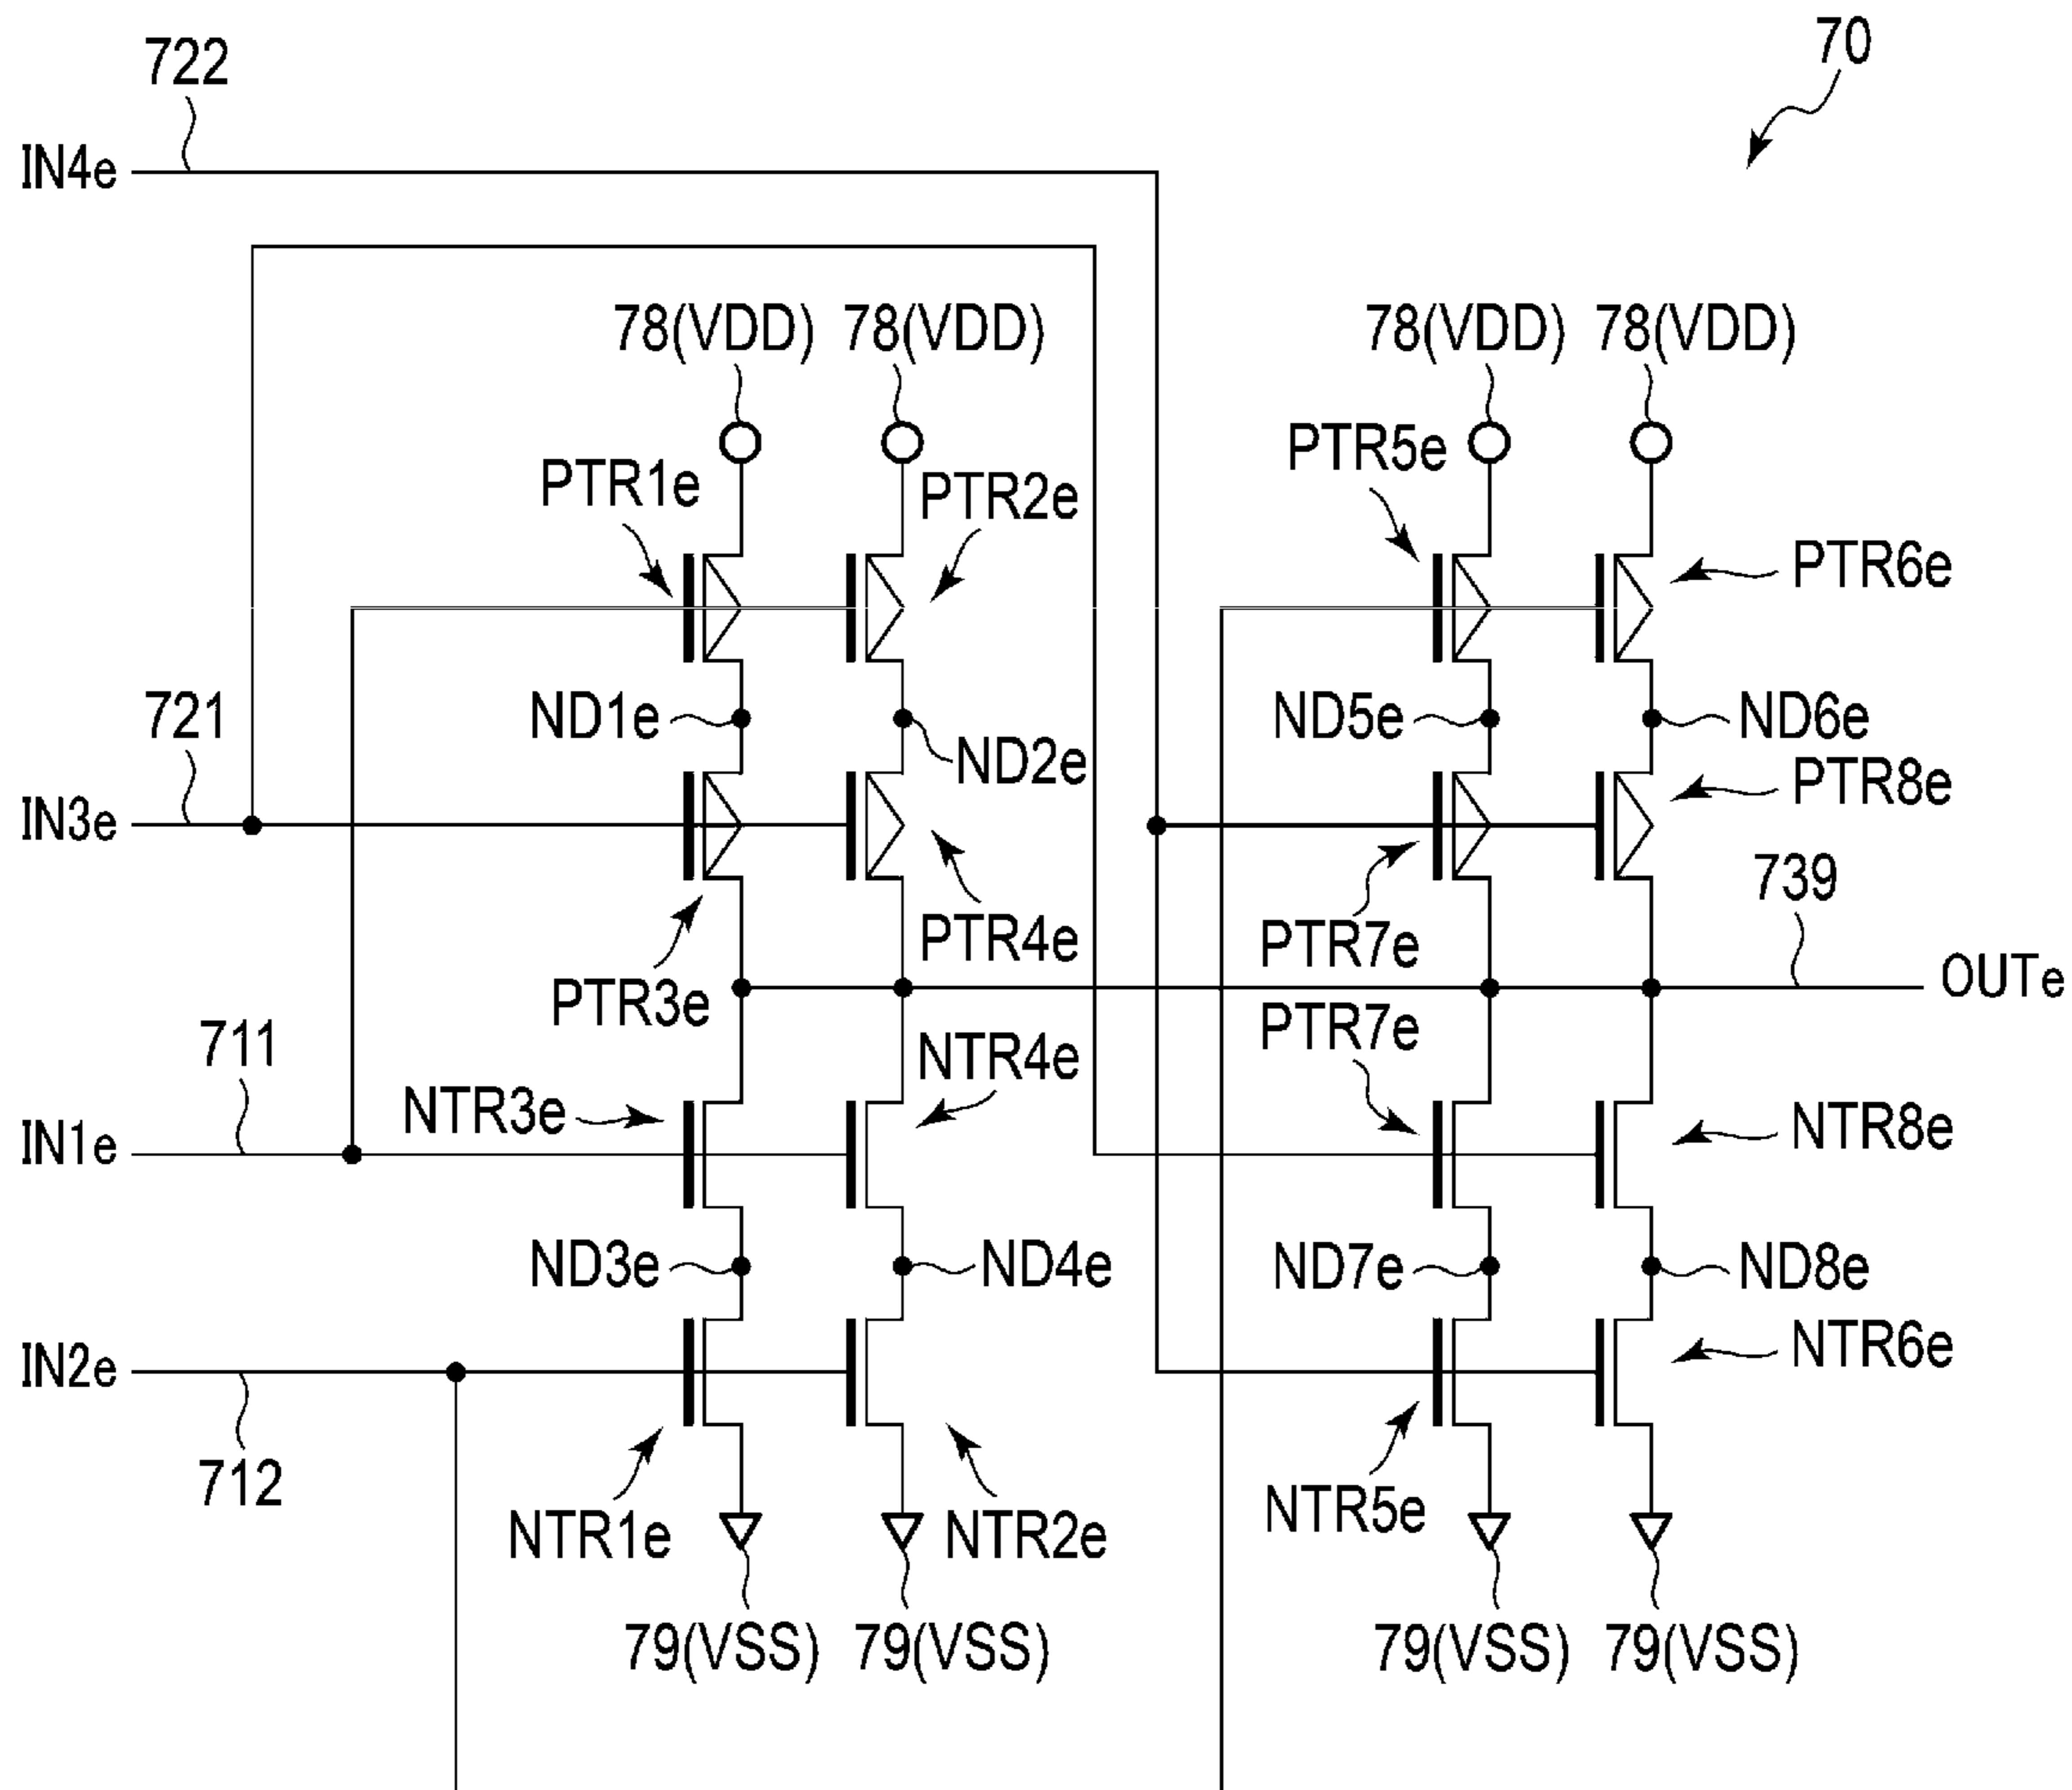 70
722
IN4e
78(VDD) 78(VDD) 78(VDD) 78(VDD)
PTR1e PTR2e PTR5e PTR6e
721
ND1e ND2e ND5e ND6e
IN3e
PTR3e PTR4e PTR7e PTR8e
739
OUTe
711
NTR3e NTR4e PTR7e NTR8e
IN1e
ND3e ND4e ND7e ND8e
IN2e
712
NTR1e NTR2e NTR5e NTR6e
79(VSS) 79(VSS) 79(VSS) 79(VSS)